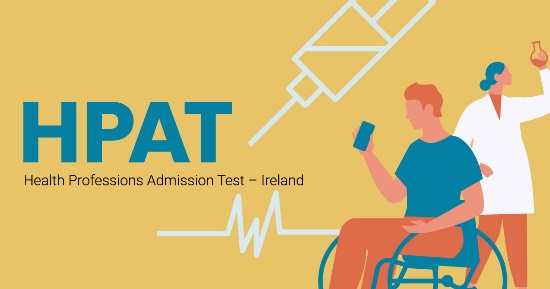 HPAT
Health Professions Admission Test – Ireland